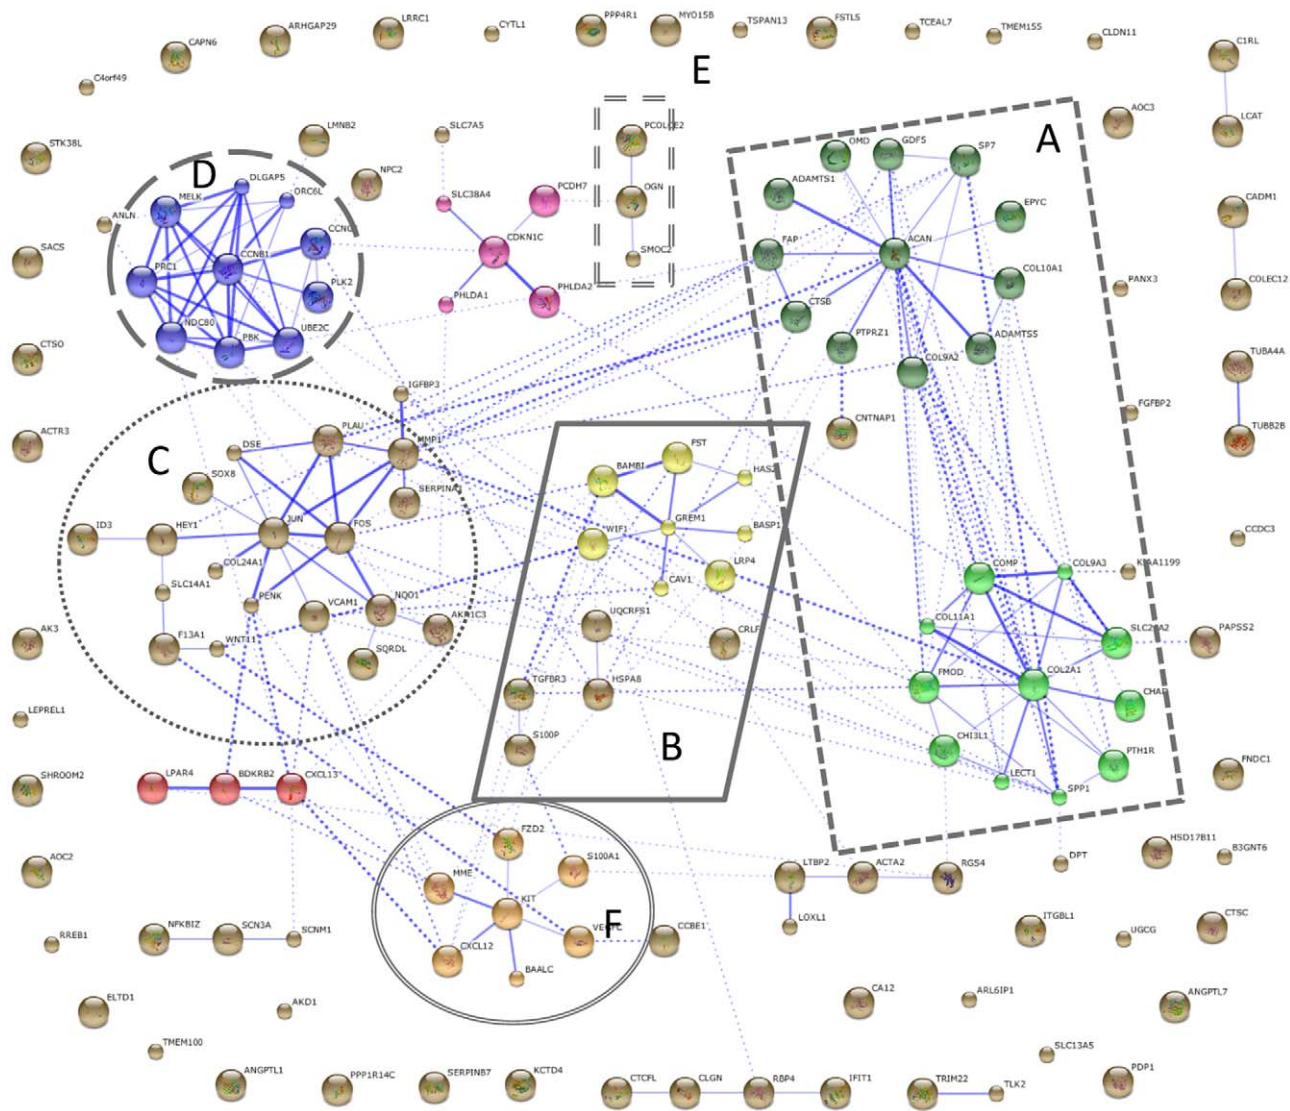 LRRC1
CYTL1
PPP4R1
MYO15B
TSPAN13
FSTL5
TCEAL7
TMEM155
CLDN11
ARHGAP29
CAPN6
C1RL
C4orf49
E
AOC3
LCAT
A
STK38L
LMNB2
SLC7A5
PCOLCE2
OMD
GDF5
SP7
D
DLGAP5
NPC2
MELK
ORC6L
SLC38A4
PCDH7
OGN
ADAMTS1
EPYC
CADM1
ANLN
CCNB1
CDKN1C
FAP
ACAN
SACS
PRC1
SMOC2
COL10A1
PANX3
COLEC12
PLK2
PHLDA1
PHLDA2
CTSB
NDC80
PBK
UBE2C
PTPRZ1
ADAMTS5
CTSO
COL9A2
TUBA4A
IGFBP3
CNTNAP1
FGFBP2
TUBB2B
ACTR3
DSE
PLAU
MMP1
FST
C
SOX8
BAMBI
HAS2
ID3
HEY1
JUN
FOS
WIF1
GREM1
BASP1
CCDC3
COL24A1
LRP4
COMP
COL9A3
KIAA1199
SLC14A1
CAV1
PENK
VCAM1
NQO1
UQCRFS1
COL11A1
AK3
F13A1
WNT11
AKR1C3
PAPSS2
SQRDL
TGFBR3
HSPA8
FMOD
COL2A1
CHAD
LEPREL1
S100P
B
CHI3L1
PTH1R
SHROOM2
LPAR4
BDKRB2
CXCL13
LECT1
SPP1
FNDC1
FZD2
AOC2
MME
S100A1
LTBP2
ACTA2
RGS4
DPT
HSD17B11
B3GNT6
KIT
F
LOXL1
RREB1
NFKBIZ
SCN3A
SCNM1
CXCL12
CCBE1
ITGBL1
UGCG
CTSC
BAALC
ELTD1
AKD1
CA12
ARL6IP1
ANGPTL7
TMEM100
SLC13A5
ANGPTL1
PPP1R14C
SERPINB7
KCTD4
CTCFL
CLGN
RBP4
IFIT1
TRIM22
TLK2
PDP1